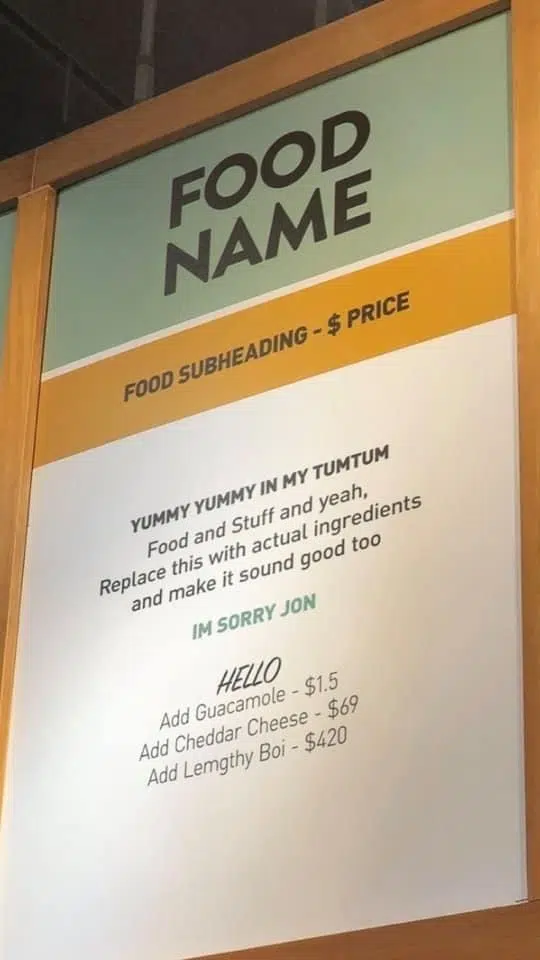 FOOD
NAME
FOOD SUBHEADING - $ PRICE
YUMMY YUMMY IN MY TUMTUM
Food and Stuff and yeah,
Replace this with actual ingredients
and make it sound good too
IM SORRY JON
HELLO
Add Guacamole - $1.5
Add Cheddar Cheese - $69
Add Lemgthy Boi - $420